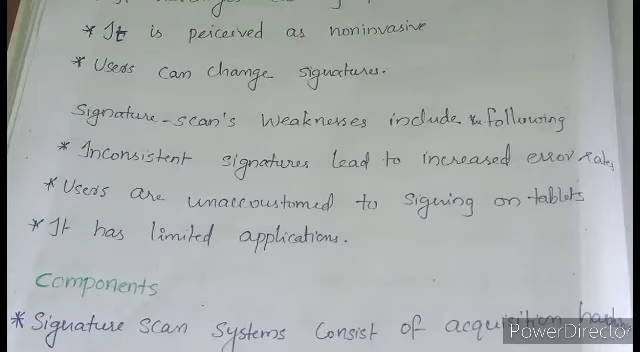 * It is perceived as noninvasive
* Users can change signatures.
Signature-scan's weaknesses include the following
* Inconsistent signatures lead to increased error rates
* Users are unaccoustomed to signing on tablets
* It has limited applications.
Components
* Signature scan systems consist of acquisition
PowerDirector